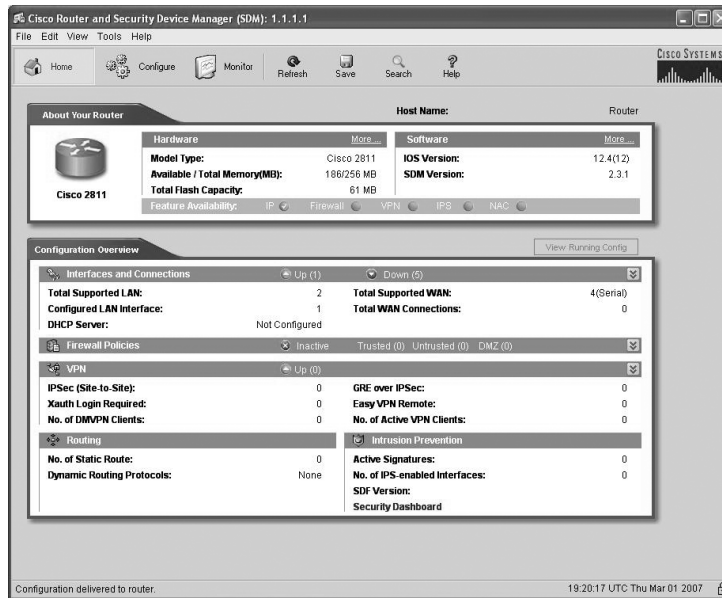 Cisco Router and Security Device Manager (SDM): 1.1.1.1
File Edit View Tools Help
Home Configure Monitor Refresh Save Search Help
CISCO SYSTEMS
About Your Router Host Name: Router
Cisco 2811
Hardware More ... Software More ...
Model Type: Cisco 2811 IOS Version: 12.4(12)
Available / Total Memory(MB): 186/256 MB SDM Version: 2.3.1
Total Flash Capacity: 61 MB
Feature Availability: IP Firewall VPN IPS NAC
Configuration Overview View Running Config
Interfaces and Connections Up (1) Down (5)
Total Supported LAN: 2 Total Supported WAN: 4(Serial)
Configured LAN Interface: 1 Total WAN Connections: 0
DHCP Server: Not Configured
Firewall Policies Inactive Trusted (0) Untrusted (0) DMZ (0)
VPN Up (0)
IPSec (Site-to-Site): 0 GRE over IPSec: 0
Xauth Login Required: 0 Easy VPN Remote: 0
No. of DMVPN Clients: 0 No. of Active VPN Clients: 0
Routing Intrusion Prevention
No. of Static Route: 0 Active Signatures: 0
Dynamic Routing Protocols: None No. of IPS-enabled Interfaces: 0
SDF Version:
Security Dashboard
Configuration delivered to router. 19:20:17 UTC Thu Mar 01 2007